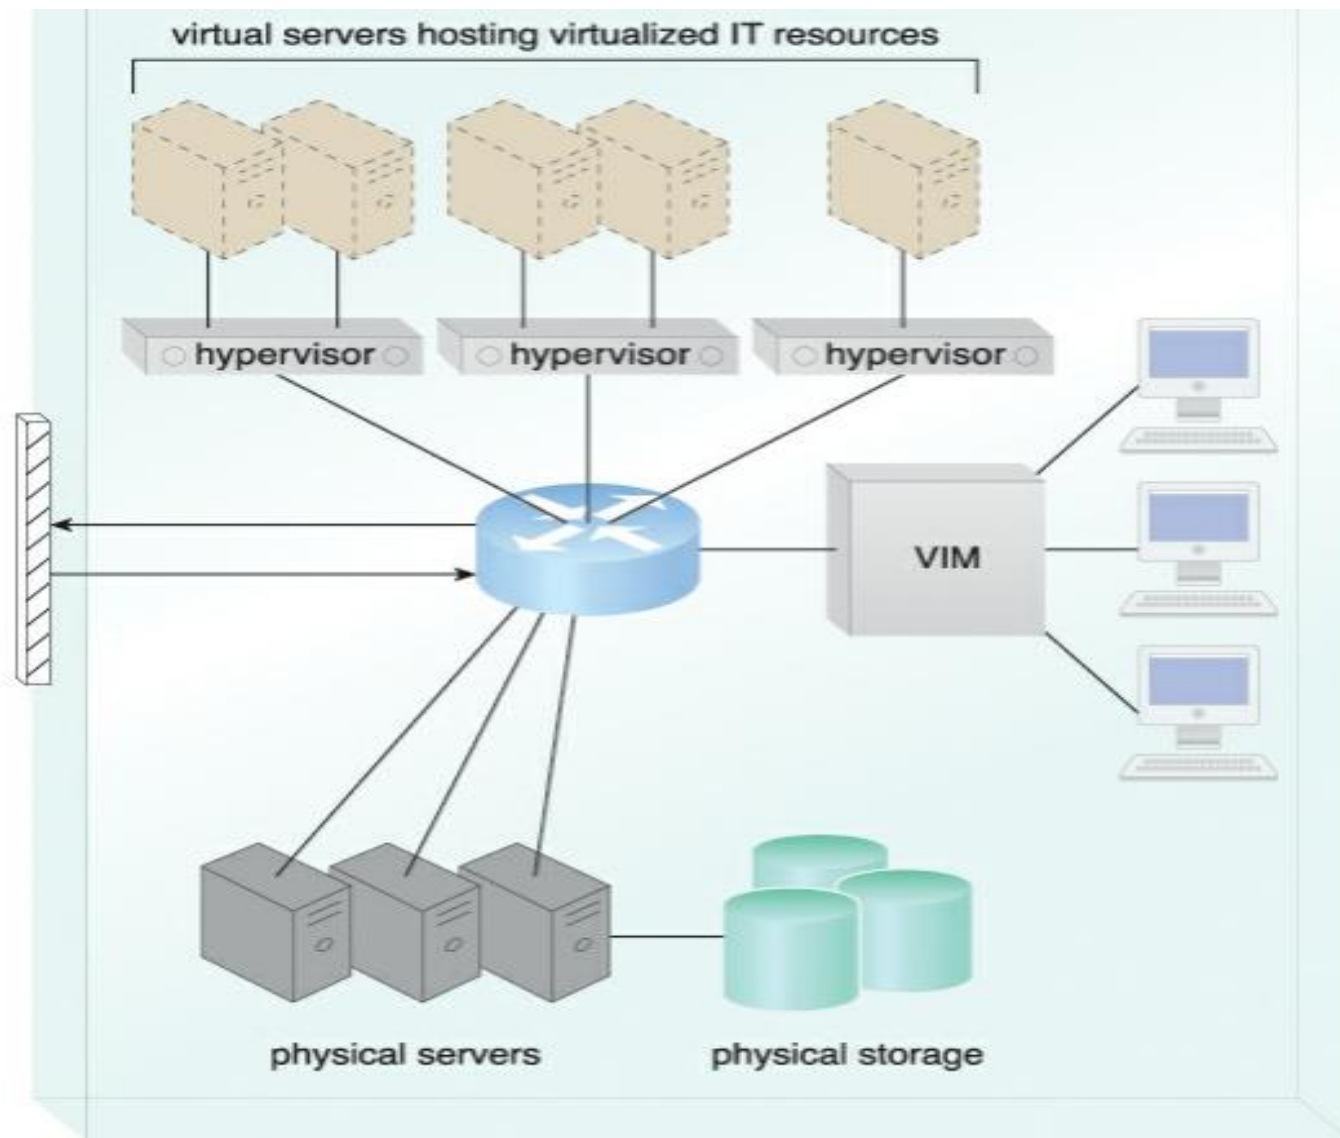 virtual servers hosting virtualized IT resources
hypervisor
hypervisor
hypervisor
VIM
physical servers
physical storage